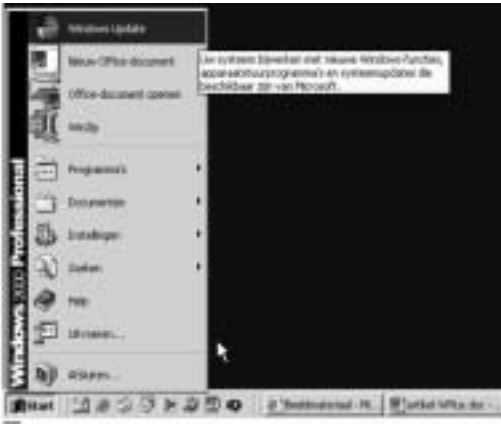 Windows Update
Nieuw Office-document
Uw systeem bijwerken met nieuwe Windows-functies,
apparaatstuurprogramma's en systeemupdates die
beschikbaar zijn van Microsoft.
Office-document openen
WinZip
Programma's
Documenten
Instellingen
Zoeken
Help
Uitvoeren...
Afsluiten...
Windows 2000 Professional
Start